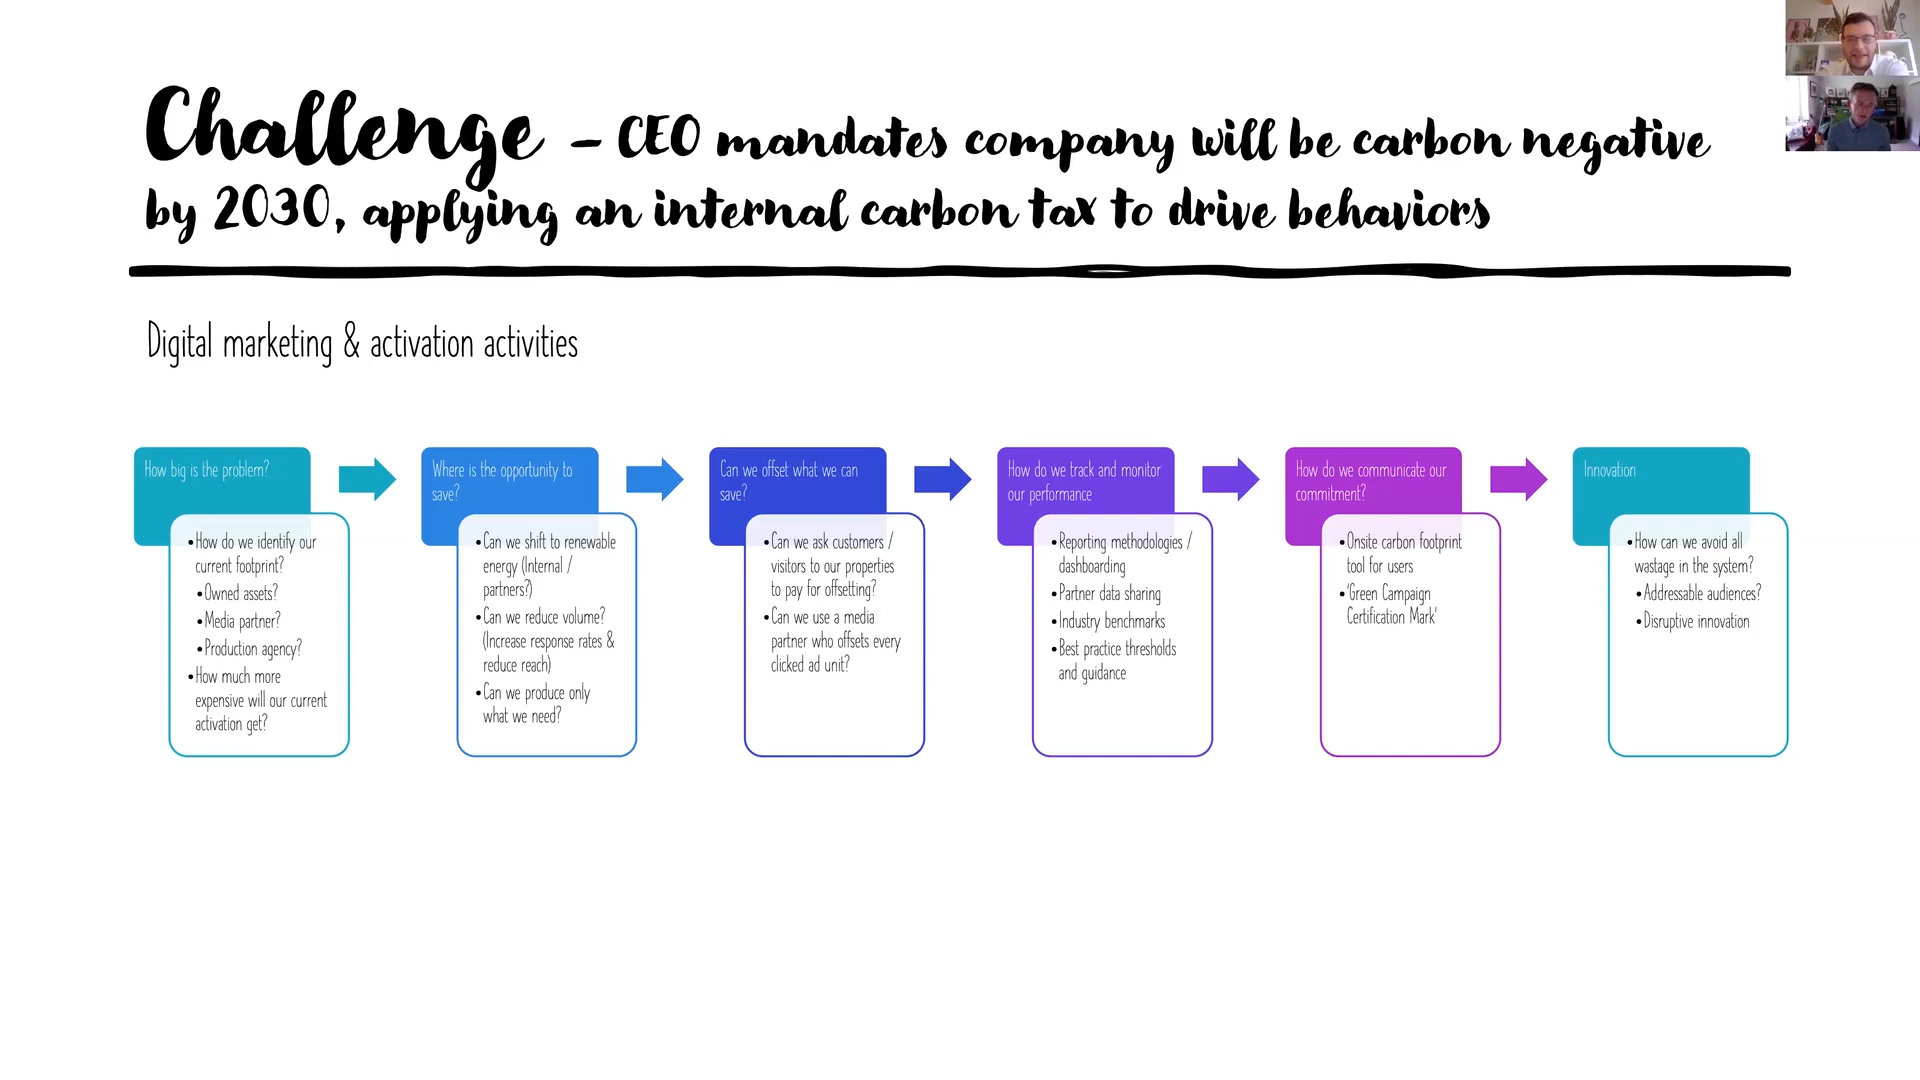 Challenge – CEO mandates company will be carbon negative
by 2030, applying an internal carbon tax to drive behaviors
Digital marketing & activation activities
How big is the problem?
•How do we identify our
current footprint?
•Owned assets?
•Media partner?
•Production agency?
•How much more
expensive will our current
activation get?
Where is the opportunity to
save?
•Can we shift to renewable
energy (Internal /
partners?)
•Can we reduce volume?
(Increase response rates &
reduce reach)
•Can we produce only
what we need?
Can we offset what we can
save?
•Can we ask customers /
visitors to our properties
to pay for offsetting?
•Can we use a media
partner who offsets every
clicked ad unit?
How do we track and monitor
our performance
•Reporting methodologies /
dashboarding
•Partner data sharing
•Industry benchmarks
•Best practice thresholds
and guidance
How do we communicate our
commitment?
•Onsite carbon footprint
tool for users
•'Green Campaign
Certification Mark'
Innovation
•How can we avoid all
wastage in the system?
•Addressable audiences?
•Disruptive innovation